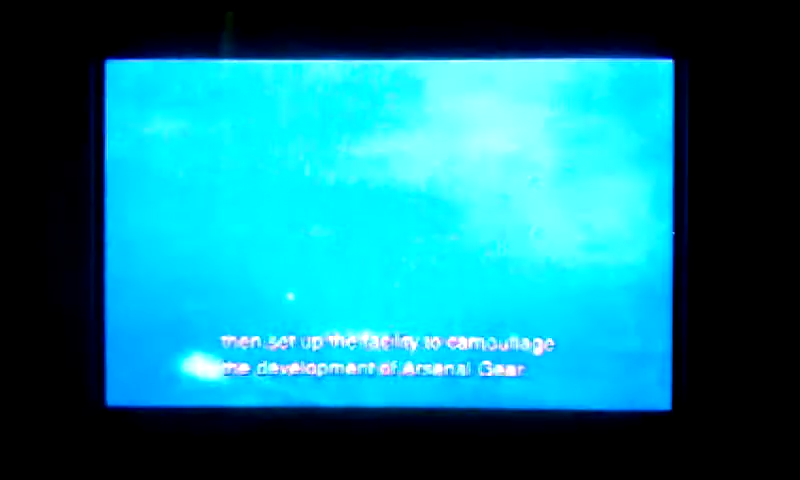 then set up the facility to camouflage
the development of Arsenal Gear